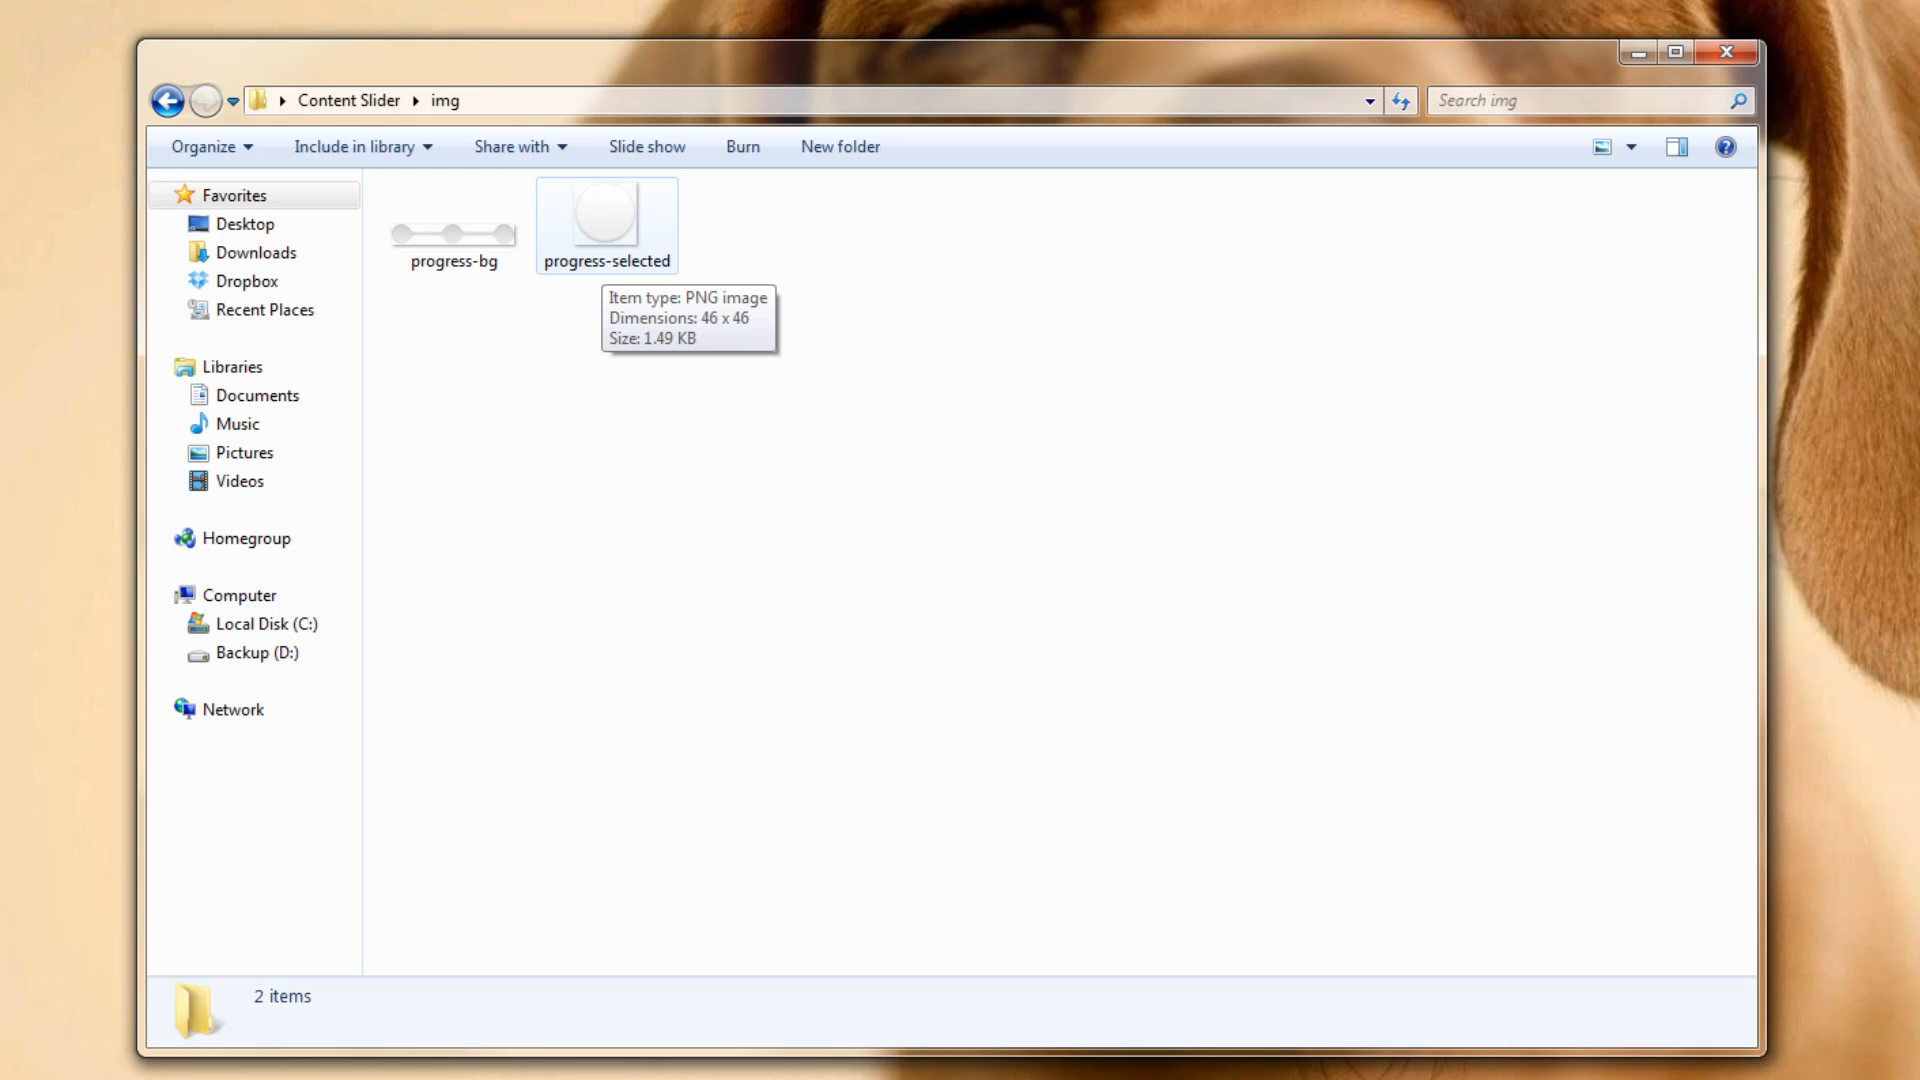 Content Slider img
Search img
Organize Include in library Share with Slide show Burn New folder
Favorites
Desktop
Downloads
Dropbox
Recent Places
Libraries
Documents
Music
Pictures
Videos
Homegroup
Computer
Local Disk (C:)
Backup (D:)
Network
progress-bg
progress-selected
Item type: PNG image
Dimensions: 46 x 46
Size: 1.49 KB
2 items